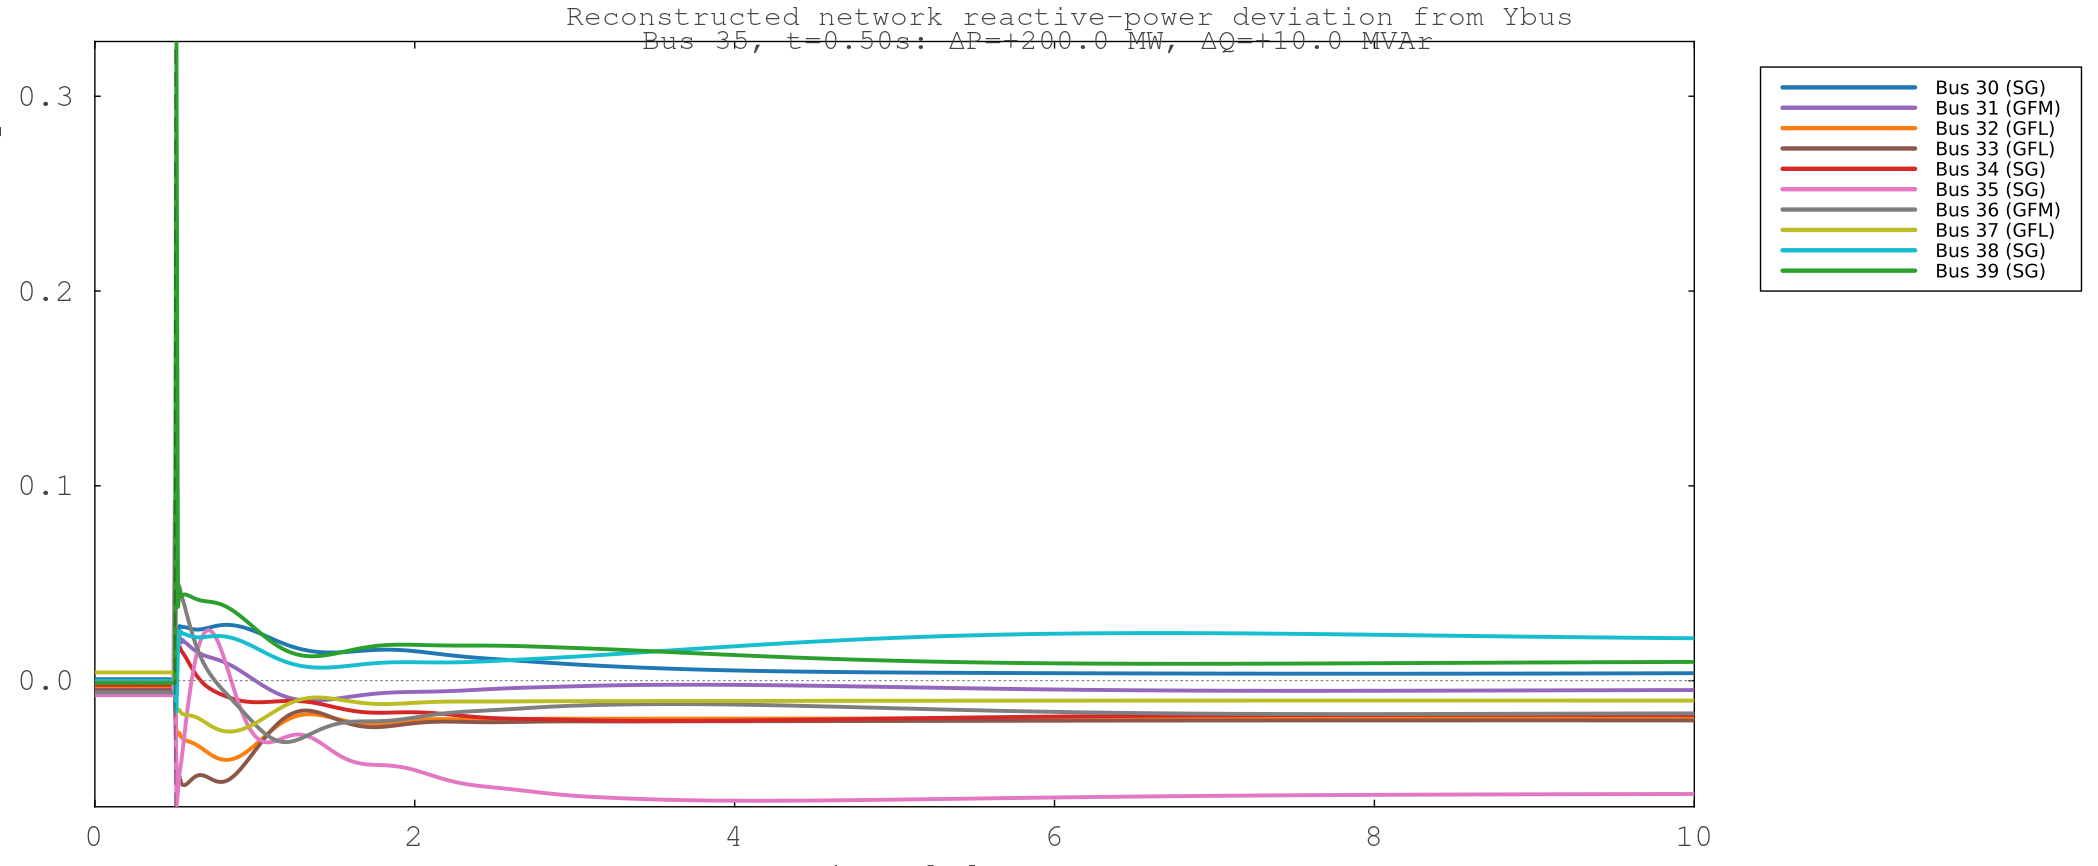 Reconstructed network reactive-power deviation from Ybus
Bus 35, t=0.50s: ΔP=+200.0 MW, ΔQ=+10.0 MVAr
0.3
0.2
0.1
0.0
0
2
4
6
8
10
Bus 30 (SG)
Bus 31 (GFM)
Bus 32 (GFL)
Bus 33 (GFL)
Bus 34 (SG)
Bus 35 (SG)
Bus 36 (GFM)
Bus 37 (GFL)
Bus 38 (SG)
Bus 39 (SG)